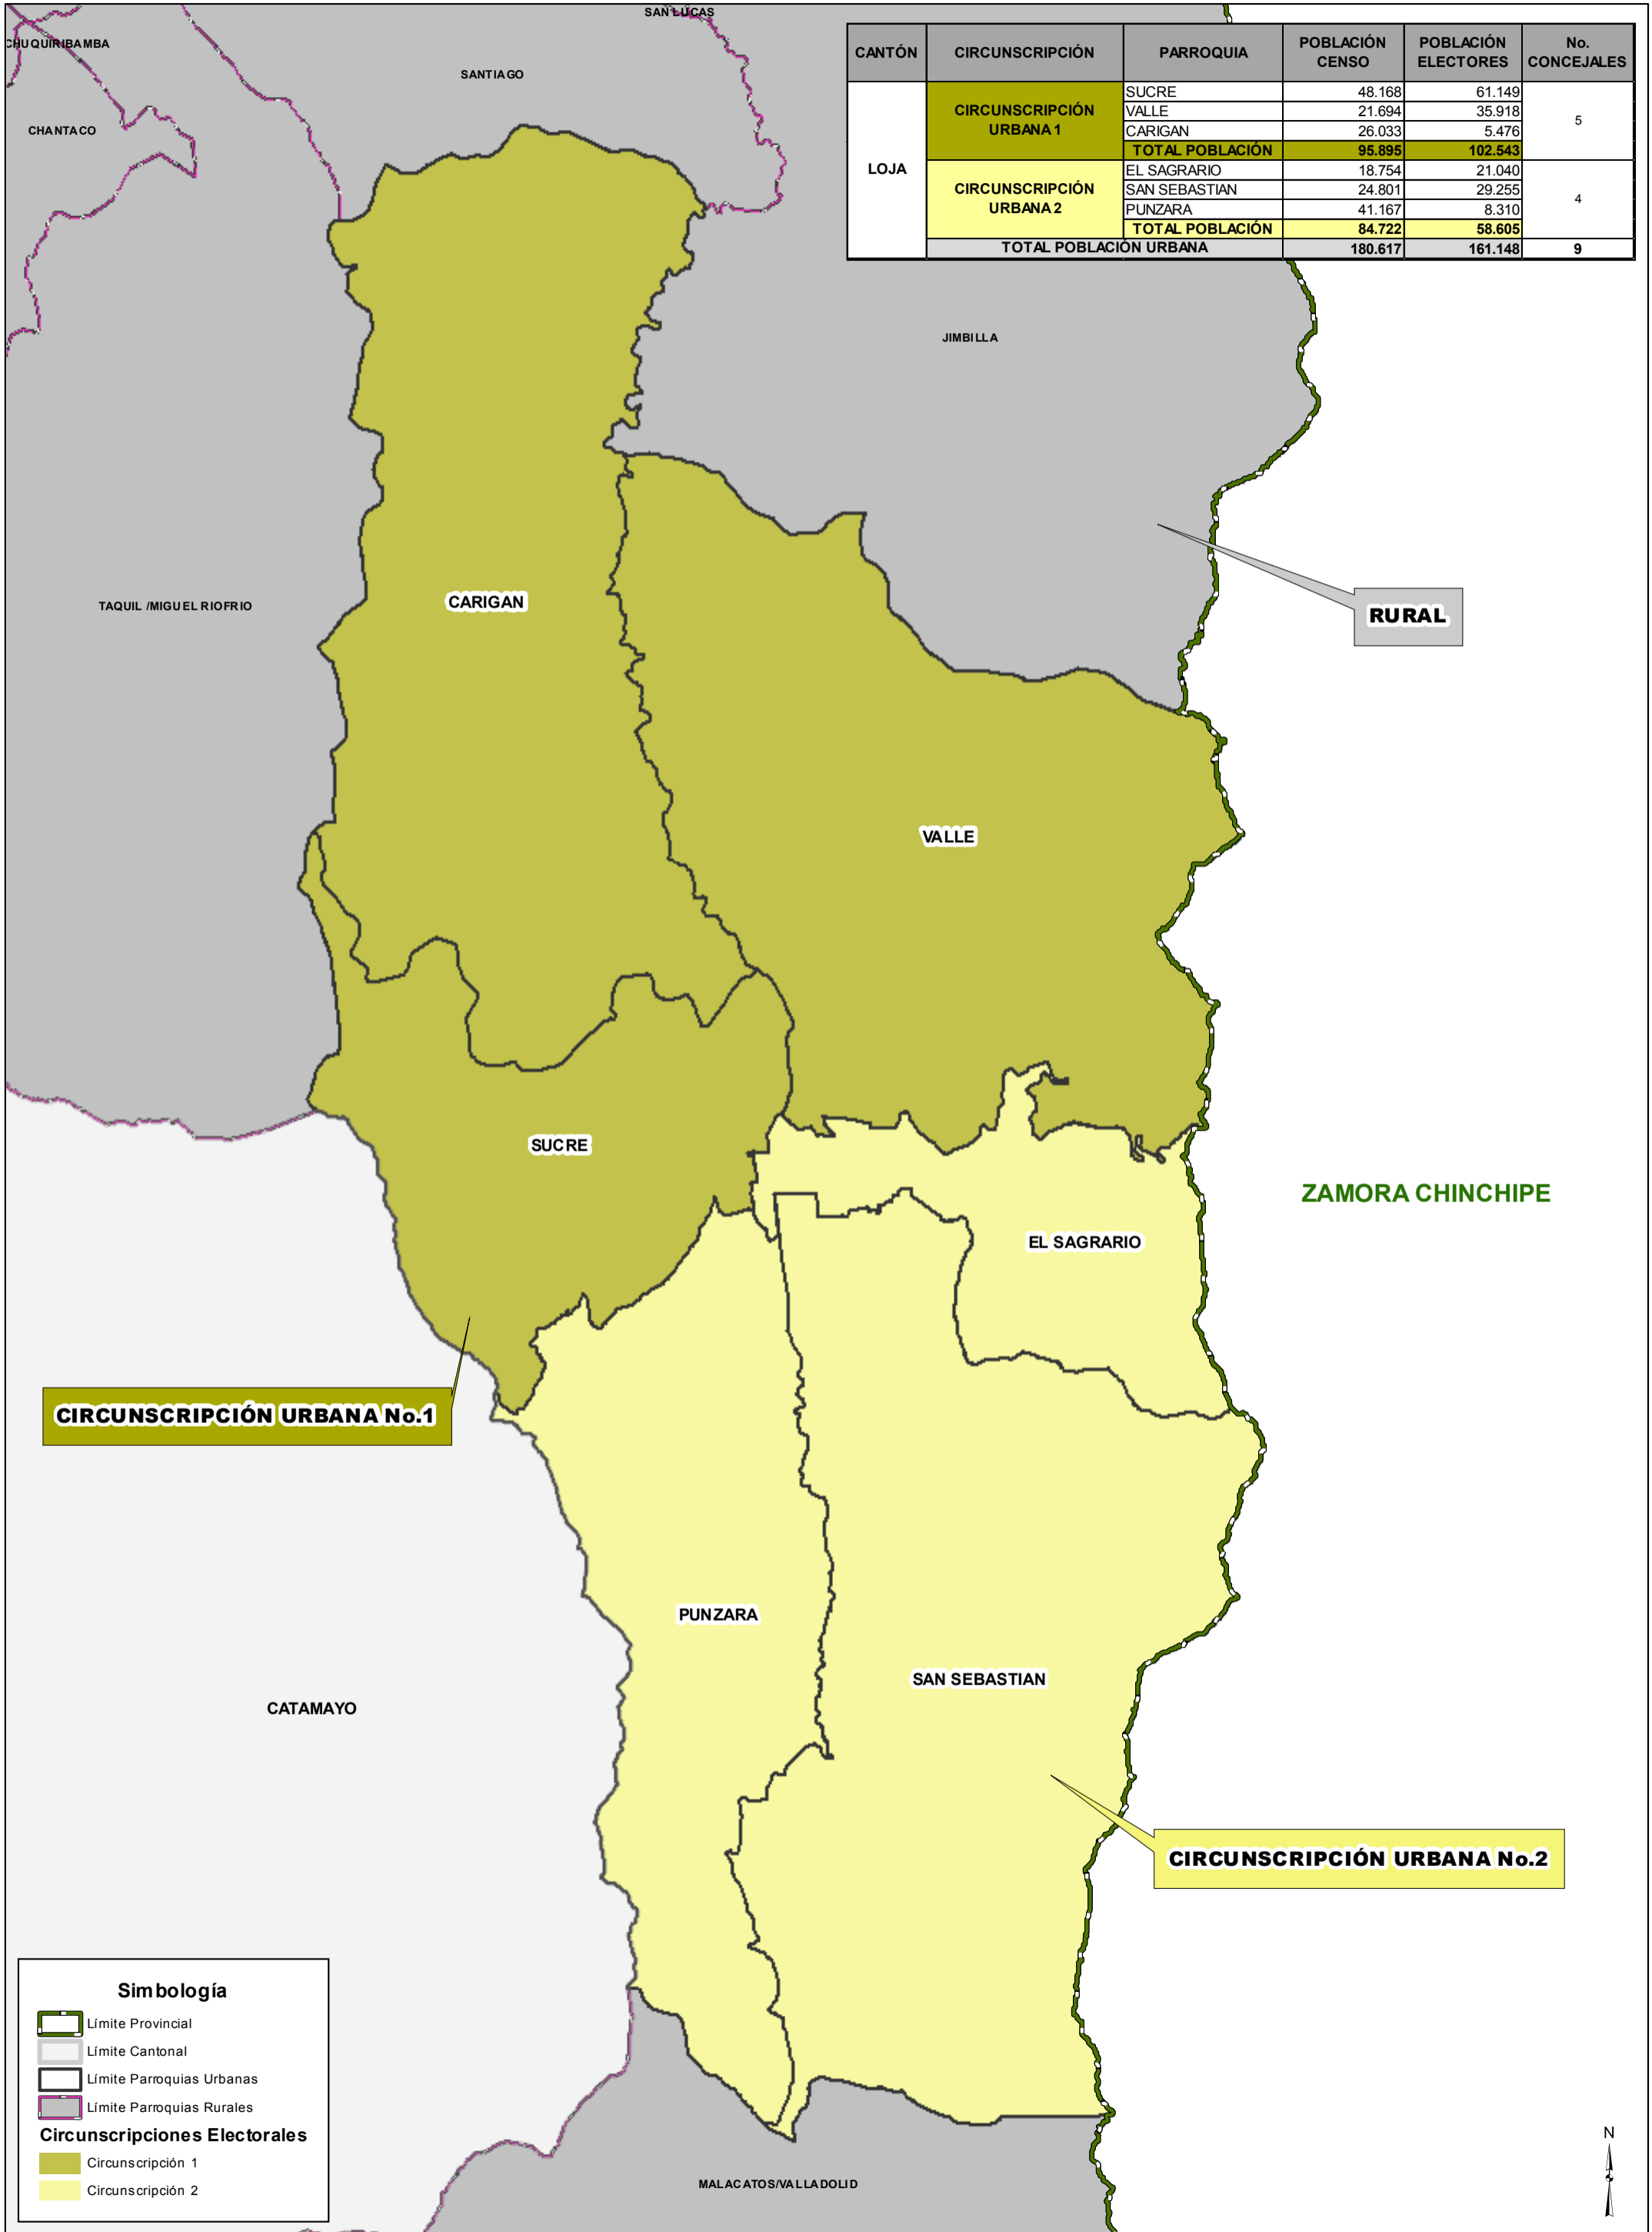 SAN LUCAS
CHUQUIRIBAMBA
SANTIAGO
CHANTACO
CANTÓN CIRCUNSCRIPCIÓN PARROQUIA POBLACIÓN CENSO POBLACIÓN ELECTORES No. CONCEJALES
LOJA
CIRCUNSCRIPCIÓN URBANA 1
SUCRE 48.168 61.149
VALLE 21.694 35.918
CARIGAN 26.033 5.476
TOTAL POBLACIÓN 95.895 102.543
5
CIRCUNSCRIPCIÓN URBANA 2
EL SAGRARIO 18.754 21.040
SAN SEBASTIAN 24.801 29.255
PUNZARA 41.167 8.310
TOTAL POBLACIÓN 84.722 58.605
4
TOTAL POBLACIÓN URBANA 180.617 161.148 9
JIMBILLA
TAQUIL /MIGUEL RIOFRIO
CARIGAN
RURAL
VALLE
SUCRE
ZAMORA CHINCHIPE
EL SAGRARIO
CIRCUNSCRIPCIÓN URBANA No.1
PUNZARA
SAN SEBASTIAN
CATAMAYO
CIRCUNSCRIPCIÓN URBANA No.2
Simbología
Límite Provincial
Límite Cantonal
Límite Parroquias Urbanas
Límite Parroquias Rurales
Circunscripciones Electorales
Circunscripción 1
Circunscripción 2
MALACATOS/VALLADOLID
N